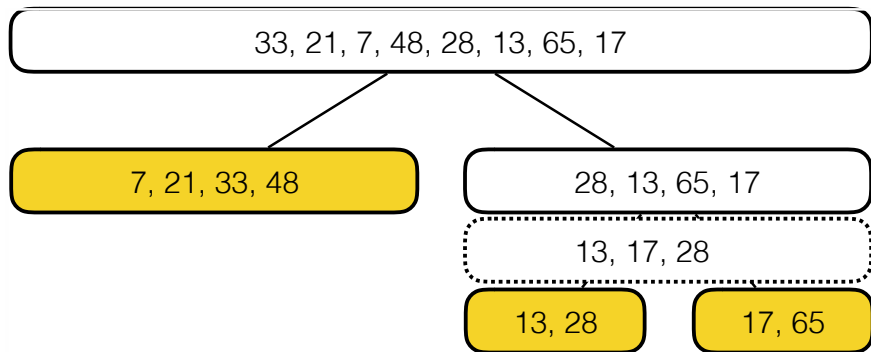 33, 21, 7, 48, 28, 13, 65, 17
7, 21, 33, 48
28, 13, 65, 17
13, 17, 28
13, 28
17, 65